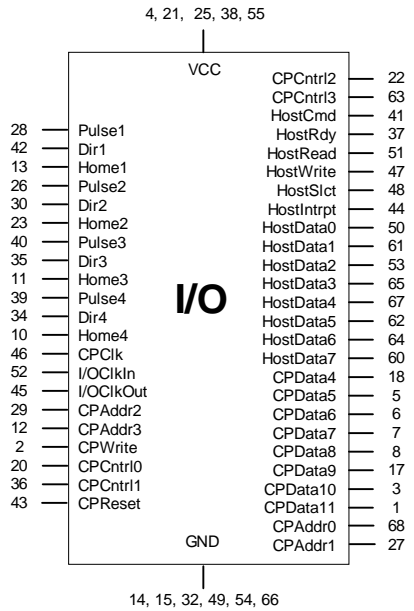 4, 21, 25, 38, 55
VCC
28 Pulse1
42 Dir1
13 Home1
26 Pulse2
30 Dir2
23 Home2
40 Pulse3
35 Dir3
11 Home3
39 Pulse4
34 Dir4
10 Home4
46 CPClk
52 I/OClkIn
45 I/OClkOut
29 CPAddr2
12 CPAddr3
2 CPWrite
20 CPCntrl0
36 CPCntrl1
43 CPReset
I/O
CPCntrl2 22
CPCntrl3 63
HostCmd 41
HostRdy 37
HostRead 51
HostWrite 47
HostSlct 48
HostIntrpt 44
HostData0 50
HostData1 61
HostData2 53
HostData3 65
HostData4 67
HostData5 62
HostData6 64
HostData7 60
CPData4 18
CPData5 5
CPData6 6
CPData7 7
CPData8 8
CPData9 17
CPData10 3
CPData11 1
CPAddr0 68
CPAddr1 27
GND
14, 15, 32, 49, 54, 66